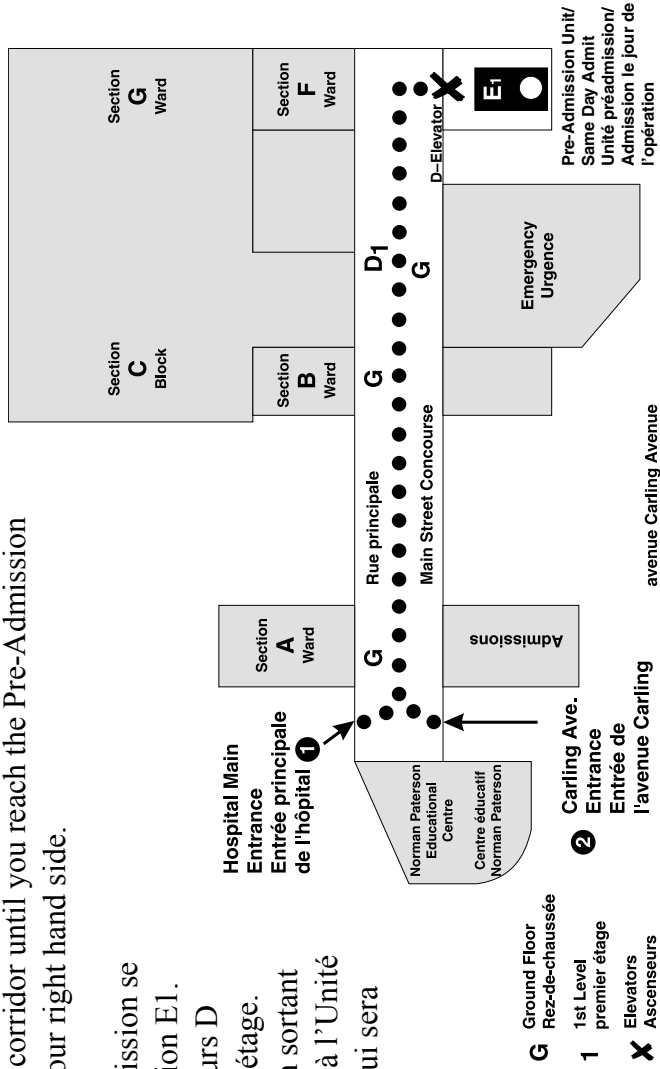 corridor until you reach the Pre-Admission
our right hand side.
ission se
ion E1.
urs D
étage.
n sortant
à l'Unité
ui sera
Hospital Main
Entrance
Entrée principale
de l'hôpital 1
Section
A
Ward
Section
B
Ward
Section
C
Block
Section
F
Ward
Section
G
Ward
G
Rue principale
G
D1
G
Main Street Concourse
D–Elevator
E1
Norman Paterson
Educational
Centre
Centre éducatif
Norman Paterson
Admissions
Emergency
Urgence
Pre-Admission Unit/
Same Day Admit
Unité préadmission/
Admission le jour de
l'opération
2 Carling Ave.
Entrance
Entrée de
l'avenue Carling
avenue Carling Avenue
G Ground Floor
Rez-de-chaussée
1 1st Level
premier étage
X Elevators
Ascenseurs